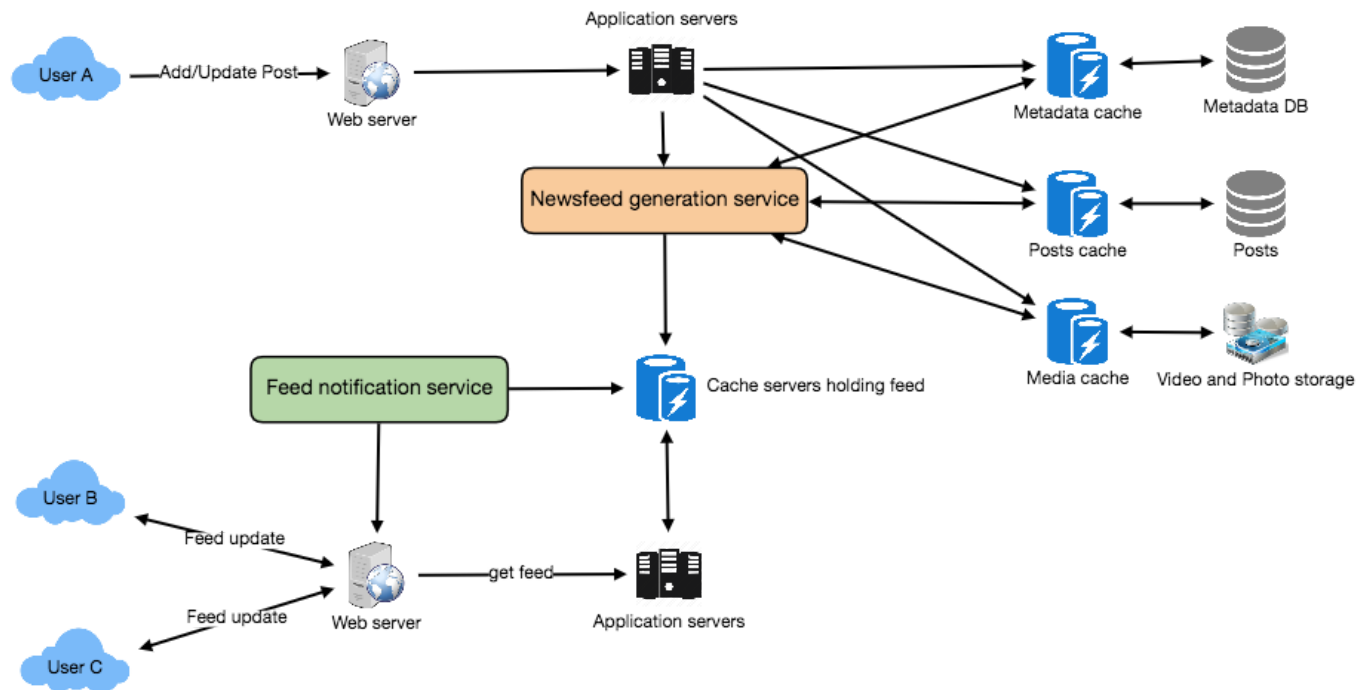 Application servers
User A
Add/Update Post
Web server
Metadata cache
Metadata DB
Newsfeed generation service
Posts cache
Posts
Media cache
Video and Photo storage
Feed notification service
Cache servers holding feed
User B
Feed update
get feed
Feed update
Web server
Application servers
User C